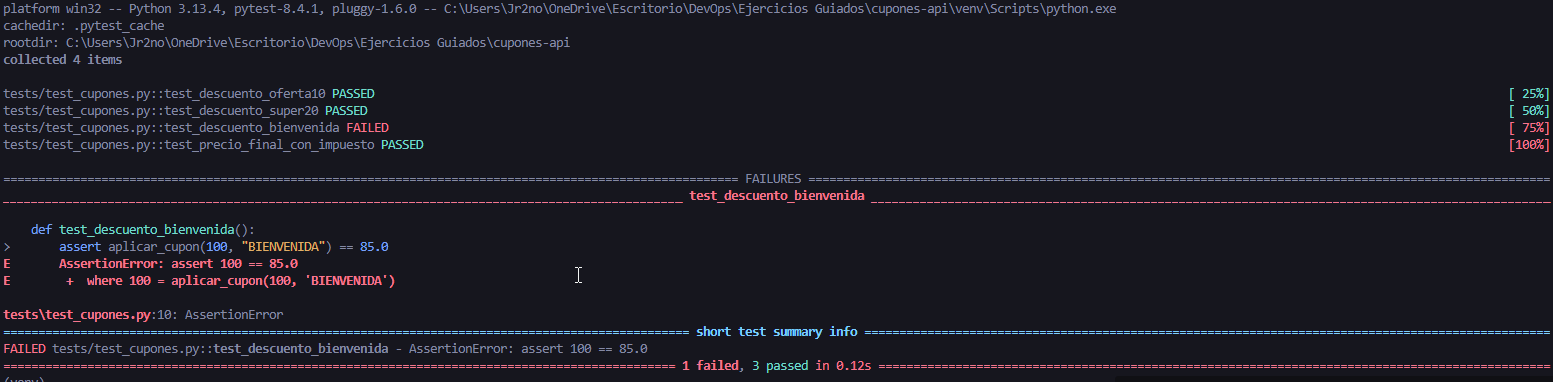 platform win32 -- Python 3.13.4, pytest-8.4.1, pluggy-1.6.0 -- C:\Users\Jr2no\OneDrive\Escritorio\DevOps\Ejercicios Guiados\cupones-api\venv\Scripts\python.exe
cachedir: .pytest_cache
rootdir: C:\Users\Jr2no\OneDrive\Escritorio\DevOps\Ejercicios Guiados\cupones-api
collected 4 items
tests/test_cupones.py::test_descuento_oferta10 PASSED [ 25%]
tests/test_cupones.py::test_descuento_super20 PASSED [ 50%]
tests/test_cupones.py::test_descuento_bienvenida FAILED [ 75%]
tests/test_cupones.py::test_precio_final_con_impuesto PASSED [100%]
FAILURES
test_descuento_bienvenida
def test_descuento_bienvenida():
> assert aplicar_cupon(100, "BIENVENIDA") == 85.0
E AssertionError: assert 100 == 85.0
E + where 100 = aplicar_cupon(100, 'BIENVENIDA')
tests\test_cupones.py:10: AssertionError
short test summary info
FAILED tests/test_cupones.py::test_descuento_bienvenida - AssertionError: assert 100 == 85.0
1 failed, 3 passed in 0.12s
(venv)